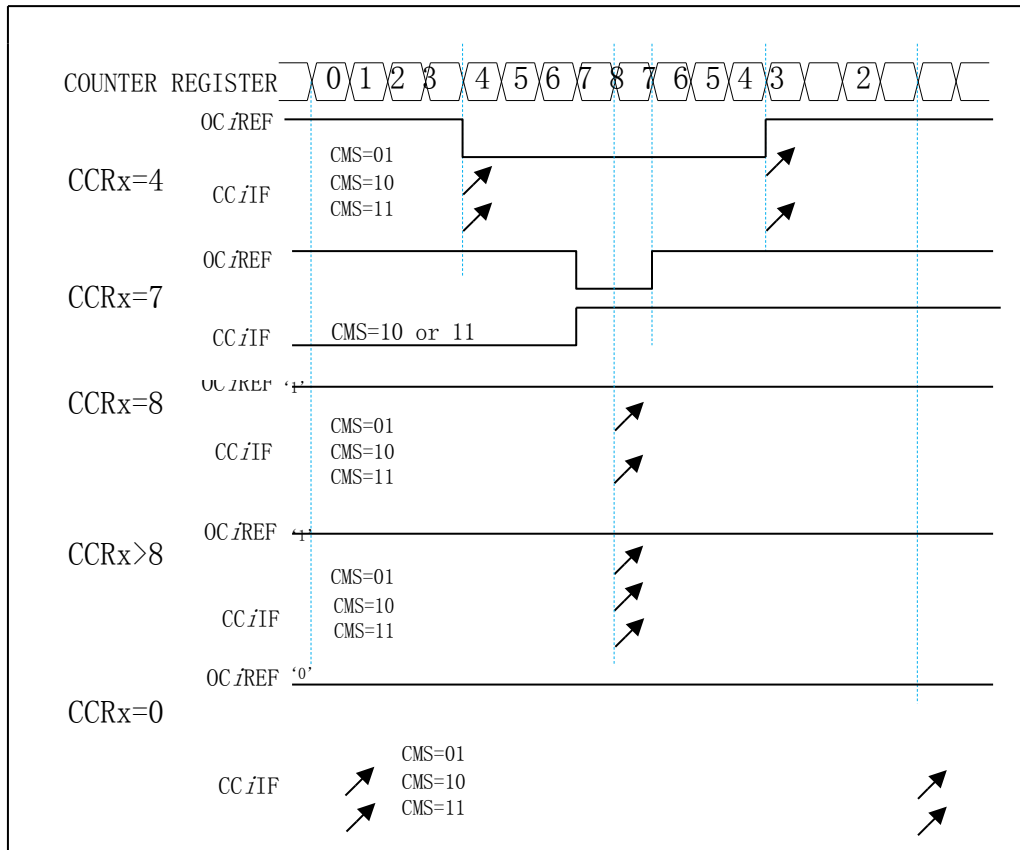 COUNTER REGISTER 0 1 2 3 4 5 6 7 8 7 6 5 4 3 2
OCiREF
CCRx=4
CMS=01
CMS=10
CMS=11
CCiIF
OCiREF
CCRx=7
CCiIF
CMS=10 or 11
OCiREF ‘1’
CCRx=8
CMS=01
CMS=10
CMS=11
CCiIF
OCiREF ‘1’
CCRx>8
CMS=01
CMS=10
CMS=11
CCiIF
OCiREF ‘0’
CCRx=0
CMS=01
CMS=10
CMS=11
CCiIF